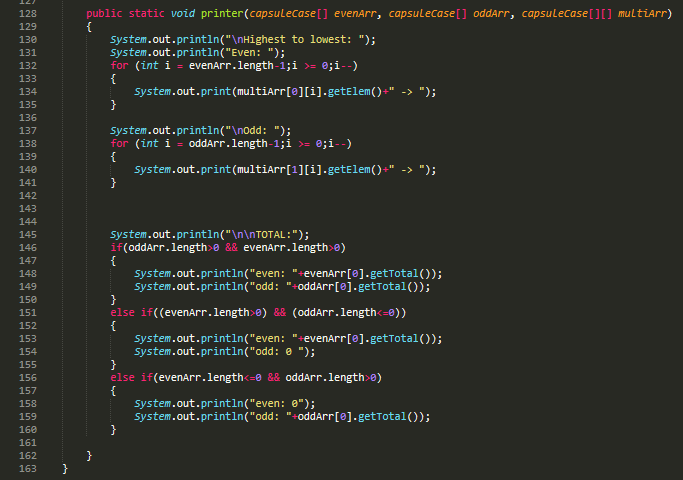 127
128 public static void printer(capsuleCase[] evenArr, capsuleCase[] oddArr, capsuleCase[][] multiArr)
129 {
130 System.out.println("\nHighest to lowest: ");
131 System.out.println("Even: ");
132 for (int i = evenArr.length-1;i >= 0;i--)
133 {
134 System.out.print(multiArr[0][i].getElem()+" -> ");
135 }
136
137 System.out.println("\nOdd: ");
138 for (int i = oddArr.length-1;i >= 0;i--)
139 {
140 System.out.print(multiArr[1][i].getElem()+" -> ");
141 }
142
143
144
145 System.out.println("\n\nTOTAL:");
146 if(oddArr.length>0 && evenArr.length>0)
147 {
148 System.out.println("even: "+evenArr[0].getTotal());
149 System.out.println("odd: "+oddArr[0].getTotal());
150 }
151 else if((evenArr.length>0) && (oddArr.length<=0))
152 {
153 System.out.println("even: "+evenArr[0].getTotal());
154 System.out.println("odd: 0 ");
155 }
156 else if(evenArr.length<=0 && oddArr.length>0)
157 {
158 System.out.println("even: 0");
159 System.out.println("odd: "+oddArr[0].getTotal());
160 }
161
162 }
163 }